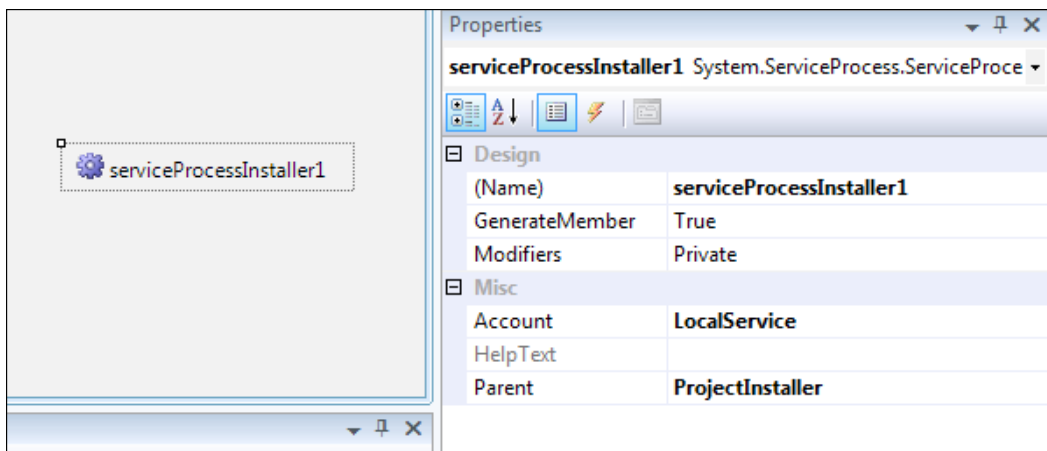 Properties
serviceProcessInstaller1 System.ServiceProcess.ServiceProce
A
Z
serviceProcessInstaller1
Design
(Name) serviceProcessInstaller1
GenerateMember True
Modifiers Private
Misc
Account LocalService
HelpText
Parent ProjectInstaller